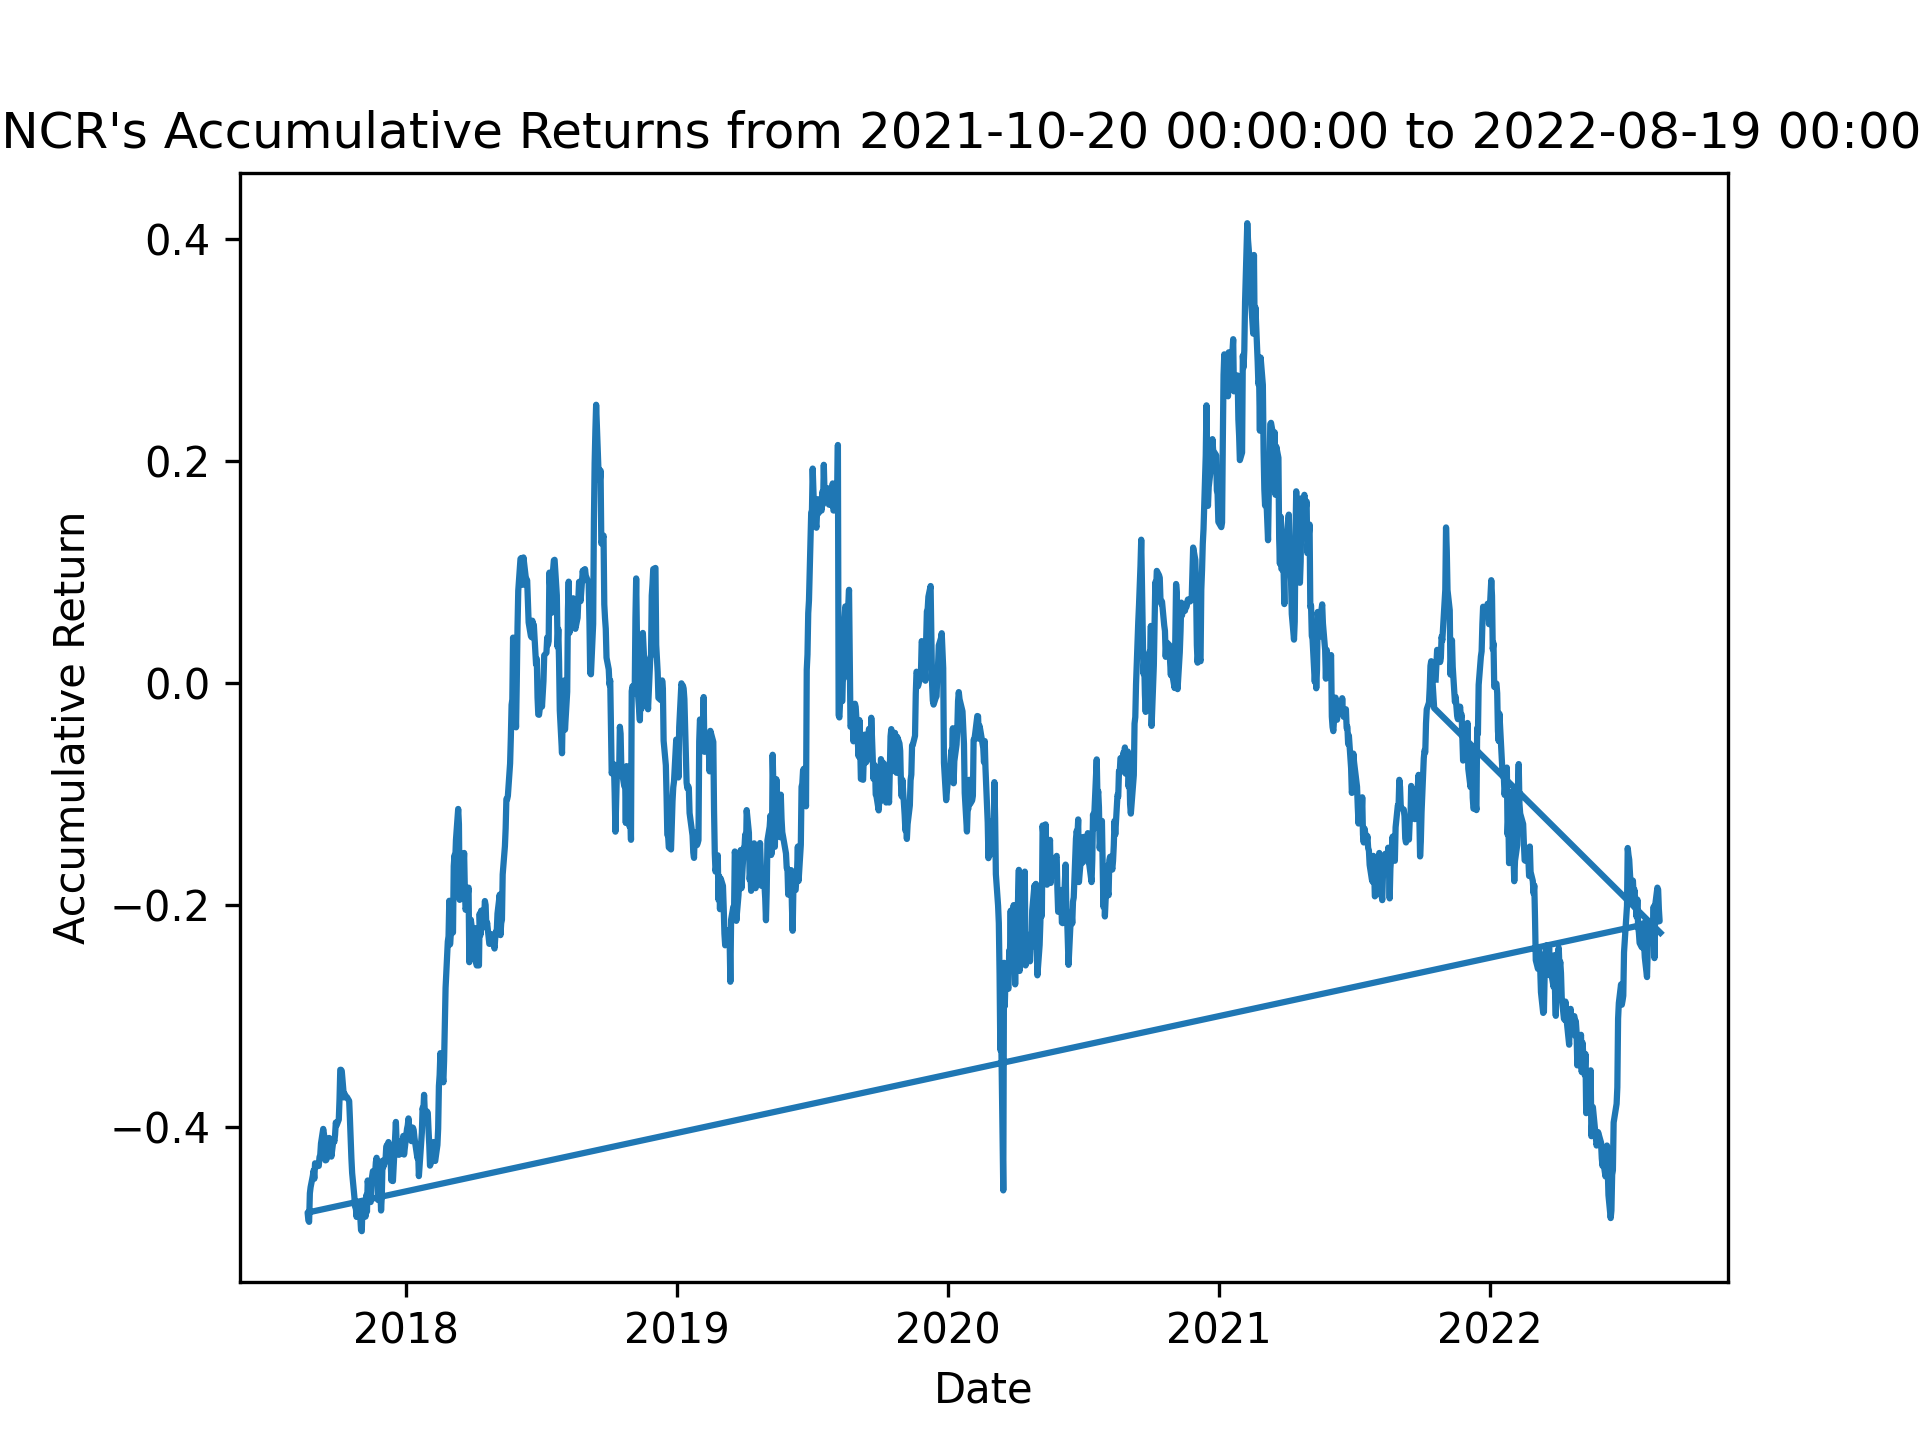 NCR's Accumulative Returns from 2021-10-20 00:00:00 to 2022-08-19 00:00
0.4
0.2
0.0
−0.2
−0.4
Accumulative Return
2018 2019 2020 2021 2022
Date